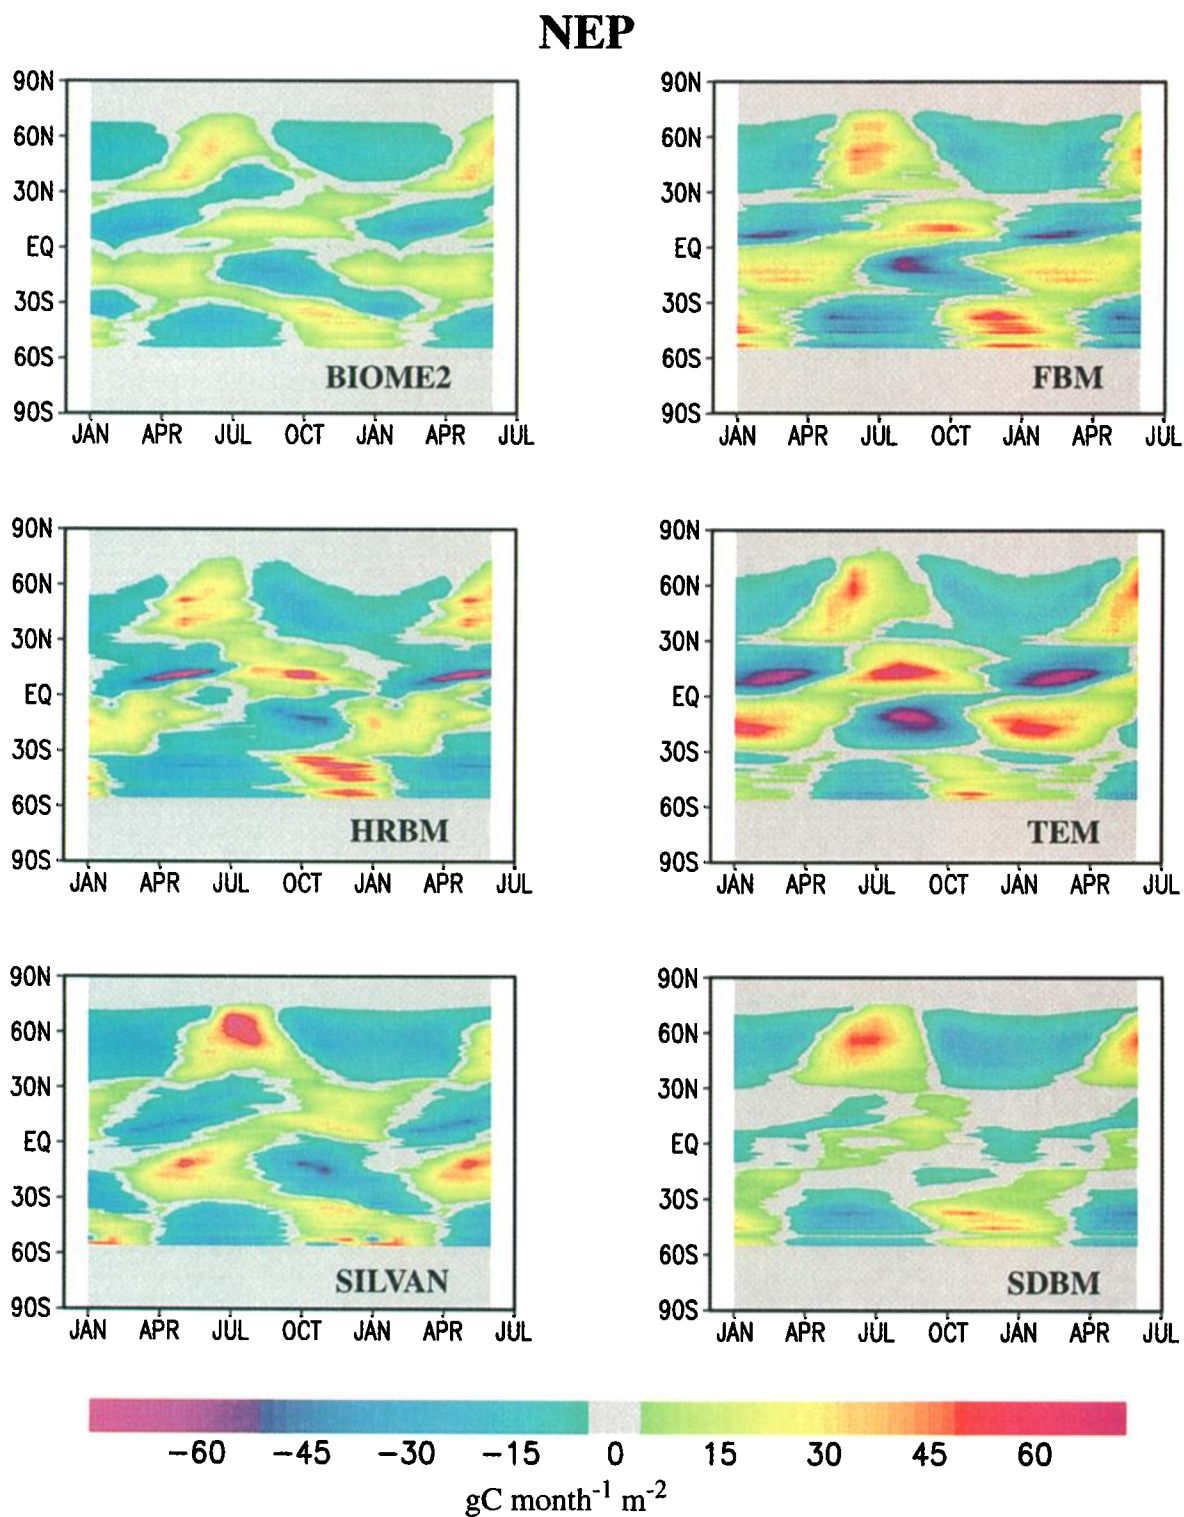 NEP
90N
60N
30N
EQ
30S
60S
90S
BIOME2
JAN APR JUL OCT JAN APR JUL
90N
60N
30N
EQ
30S
60S
90S
FBM
JAN APR JUL OCT JAN APR JUL
90N
60N
30N
EQ
30S
60S
90S
HRBM
JAN APR JUL OCT JAN APR JUL
90N
60N
30N
EQ
30S
60S
90S
TEM
JAN APR JUL OCT JAN APR JUL
90N
60N
30N
EQ
30S
60S
90S
SILVAN
JAN APR JUL OCT JAN APR JUL
90N
60N
30N
EQ
30S
60S
90S
SDBM
JAN APR JUL OCT JAN APR JUL
−60 −45 −30 −15 0 15 30 45 60
gC month-1 m-2